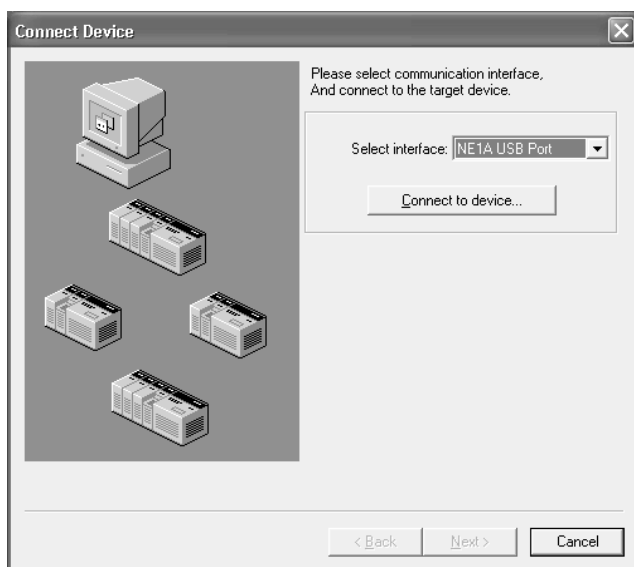 Connect Device
Please select communication interface,
And connect to the target device.
Select interface: NE1A USB Port
Connect to device...
< Back Next > Cancel